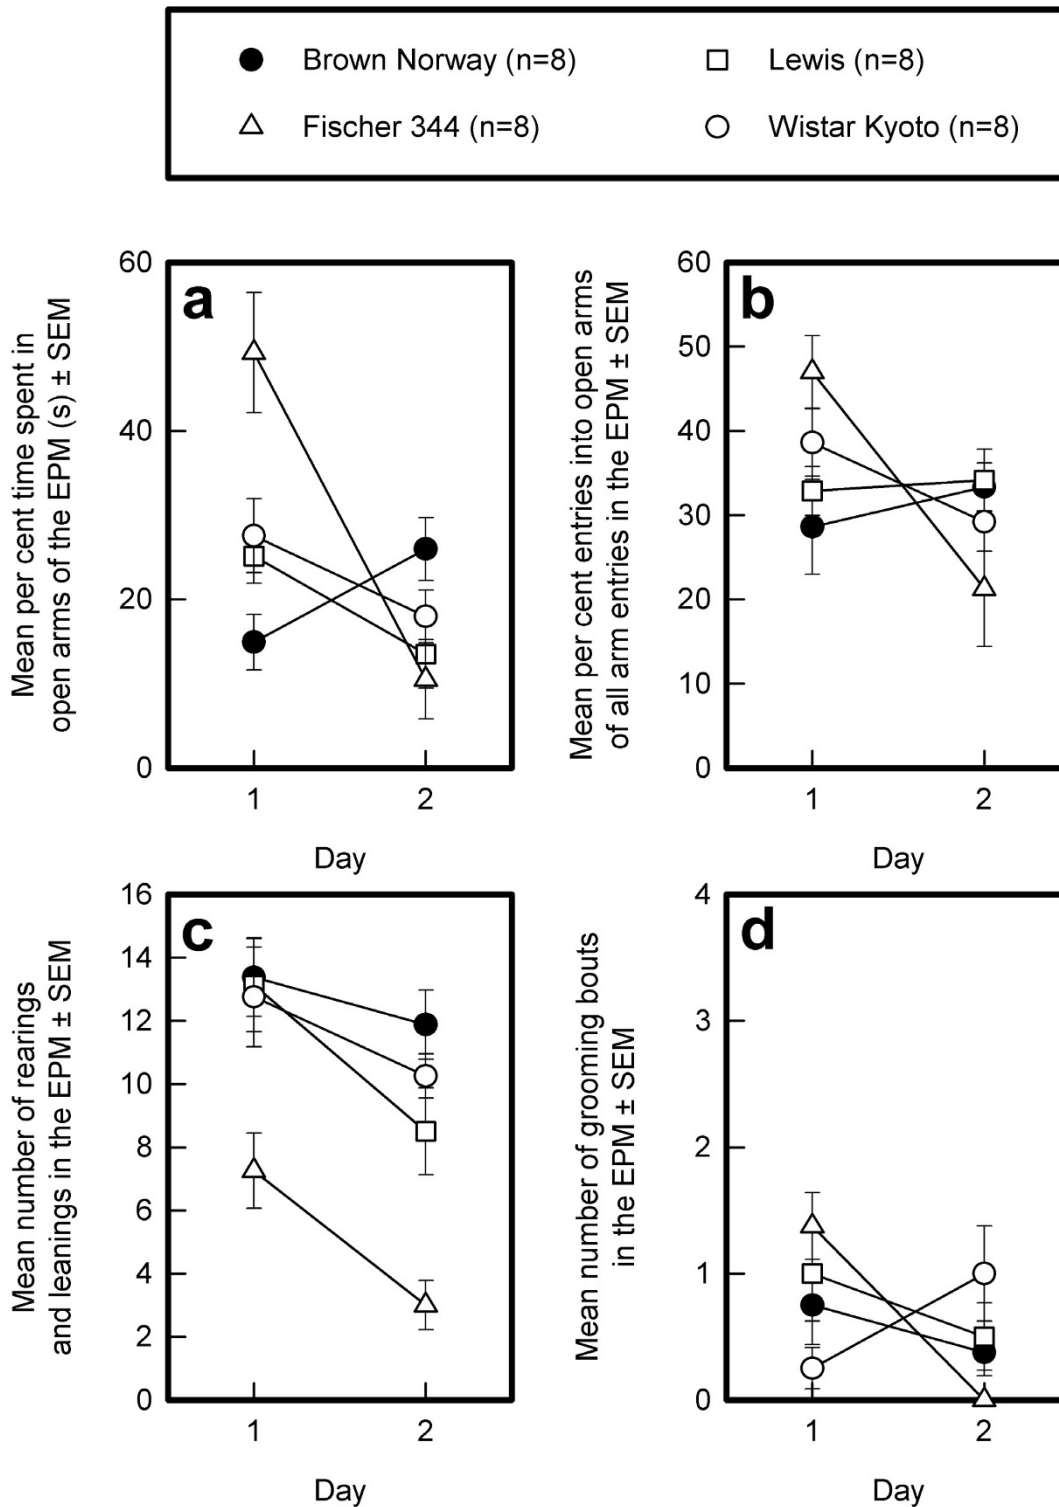 Brown Norway (n=8)
Lewis (n=8)
Fischer 344 (n=8)
Wistar Kyoto (n=8)
a
Mean per cent time spent in
open arms of the EPM (s) ± SEM
60
40
20
0
1 2
Day
b
Mean per cent entries into open arms
of all arm entries in the EPM ± SEM
60
50
40
30
20
10
0
1 2
Day
c
Mean number of rearings
and leanings in the EPM ± SEM
16
14
12
10
8
6
4
2
0
1 2
Day
d
Mean number of grooming bouts
in the EPM ± SEM
4
3
2
1
0
1 2
Day